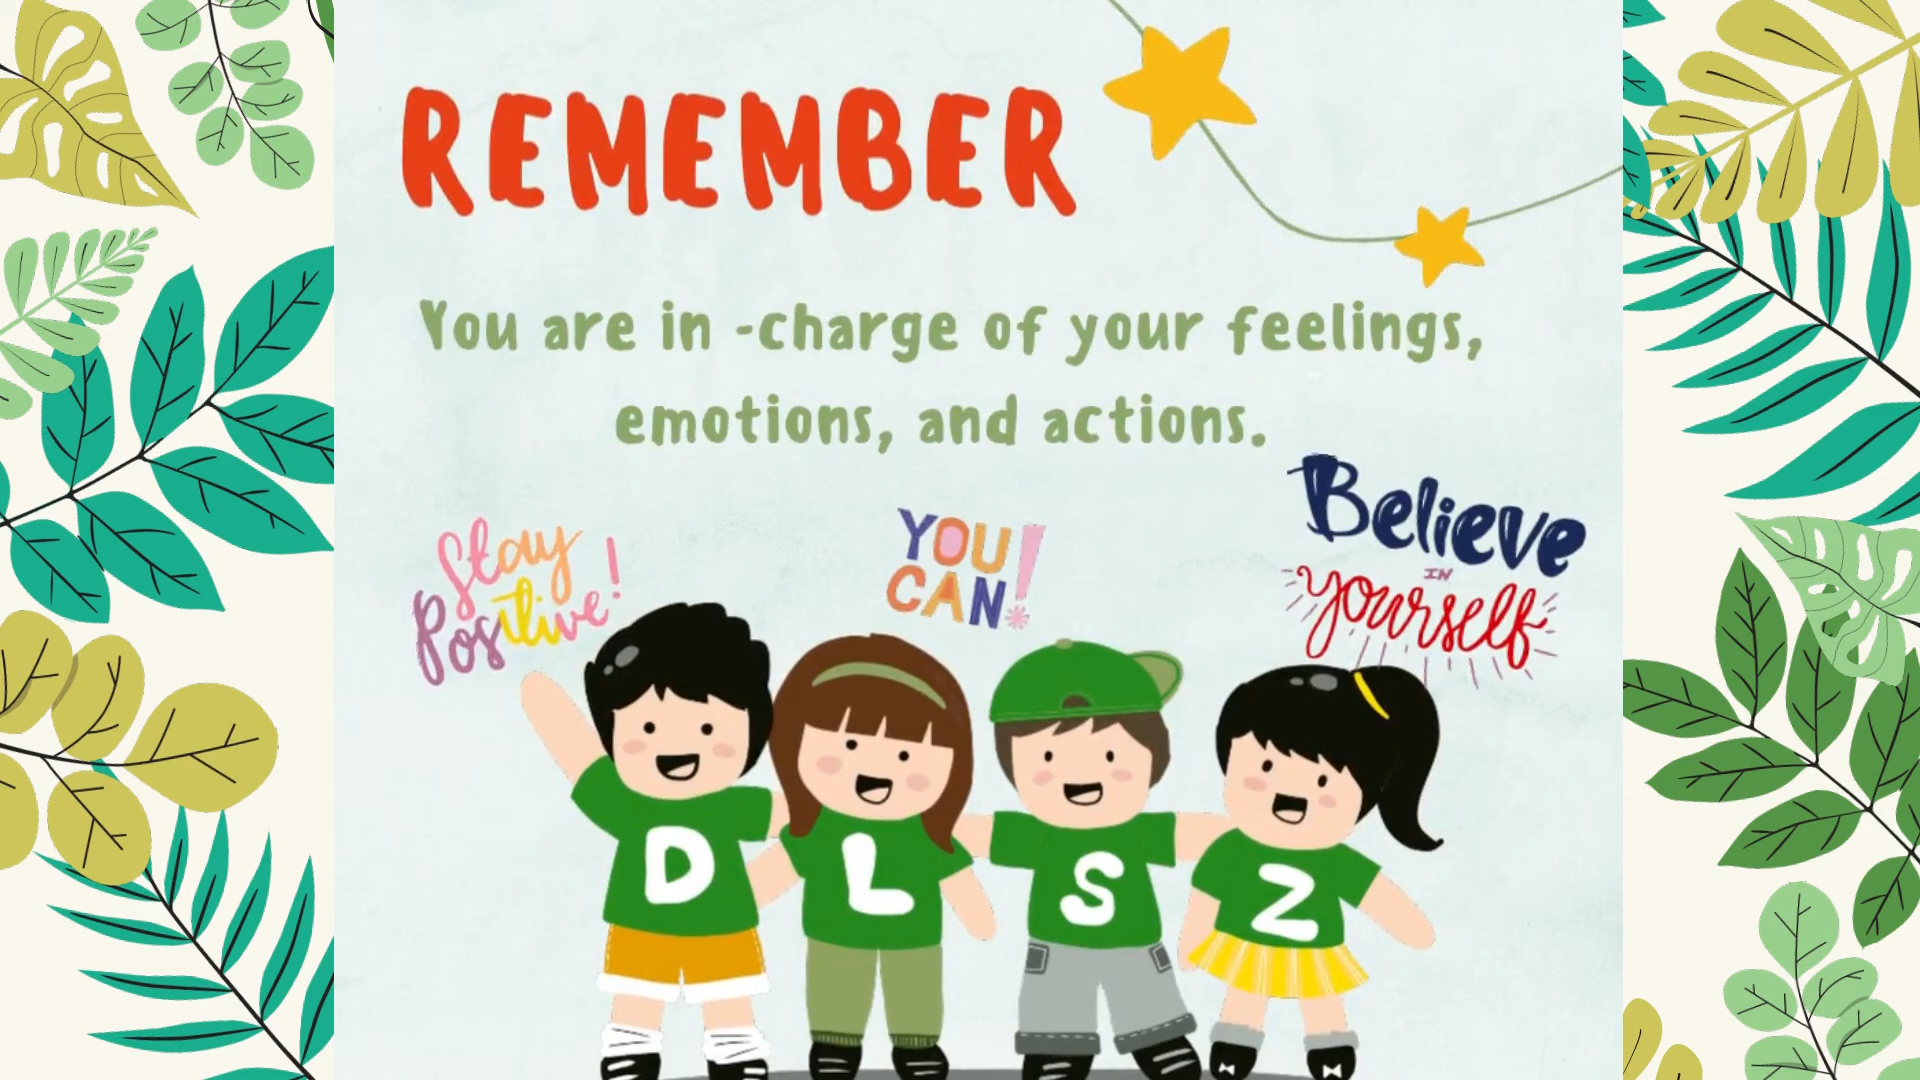 REMEMBER
You are in -charge of your feelings,
emotions, and actions.
Stay
Positive!
YOU
CAN!
Believe
IN
yourself
D L S Z